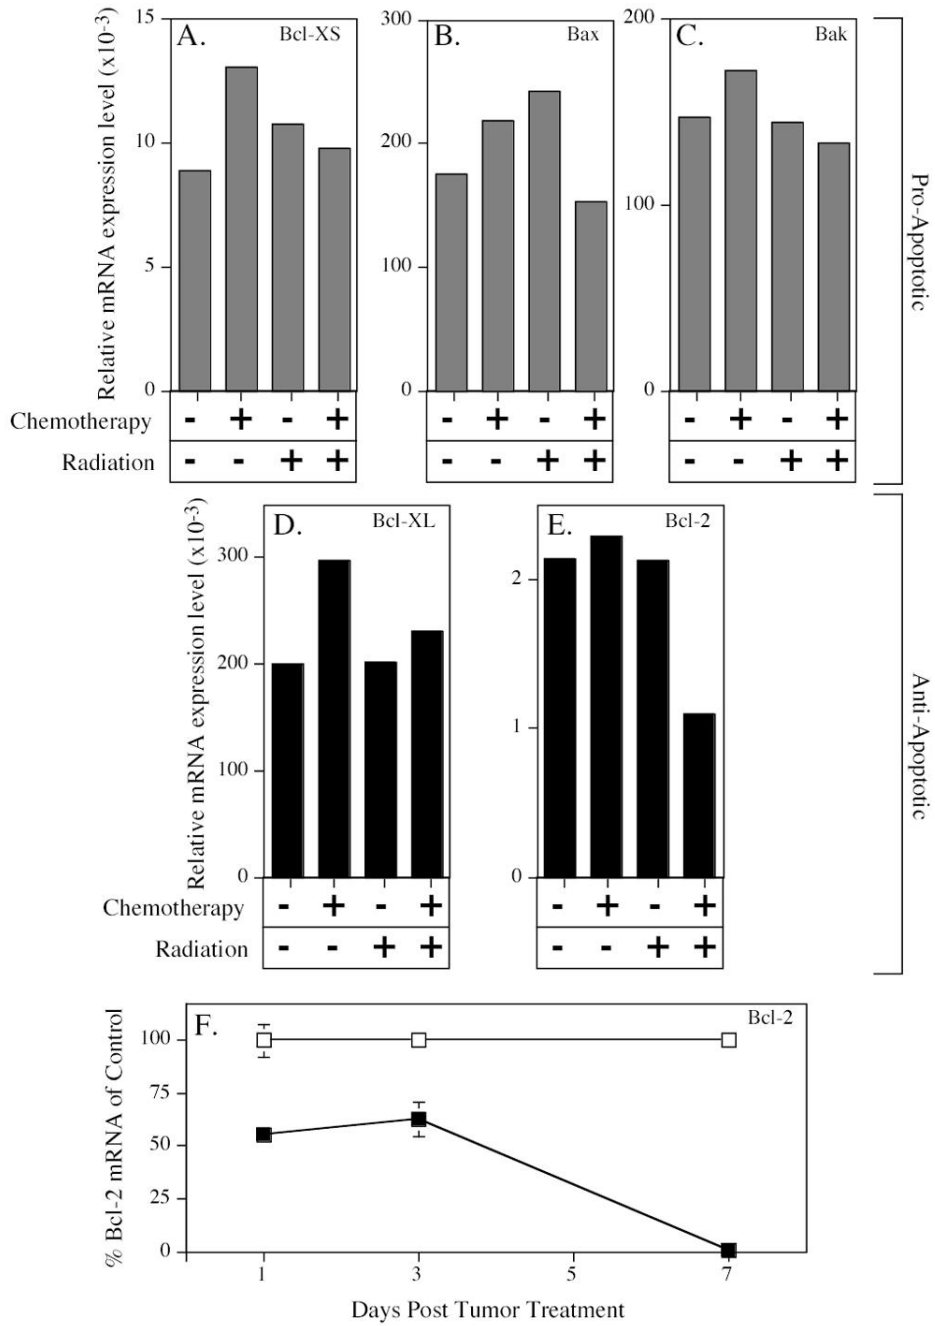 A. Bcl-XS
B. Bax
C. Bak
Relative mRNA expression level (x10-3)
15
10
5
0
300
200
100
0
200
100
0
Chemotherapy - + - + - + - + - + - +
Radiation - - + + - - + + - - + +
Pro-Apoptotic
D. Bcl-XL
E. Bcl-2
Relative mRNA expression level (x10-3)
300
200
100
0
2
1
0
Chemotherapy - + - + - + - +
Radiation - - + + - - + +
Anti-Apoptotic
F. Bcl-2
% Bcl-2 mRNA of Control
100
75
50
25
0
1 3 5 7
Days Post Tumor Treatment